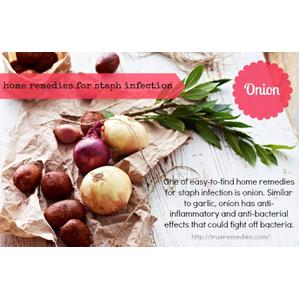 home remedies for staph infection
Onion
One of easy-to-find home remedies
for staph infection is onion. Similar
to garlic, onion has anti-
inflammatory and anti-bacterial
effects that could fight off bacteria.
http://trueremedies.com/